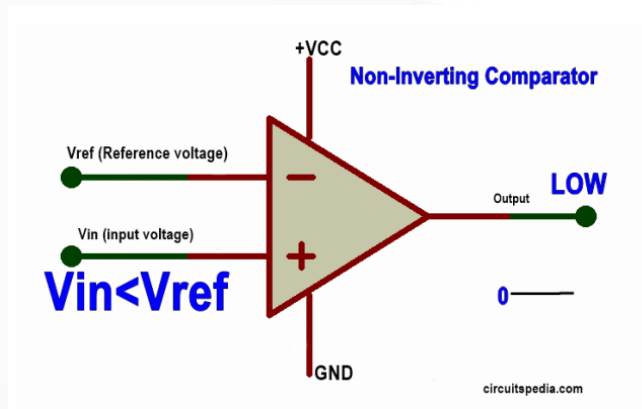 +VCC
Non-Inverting Comparator
Vref (Reference voltage)
−
Output
LOW
Vin (input voltage)
+
Vin<Vref
0
GND
circuitspedia.com